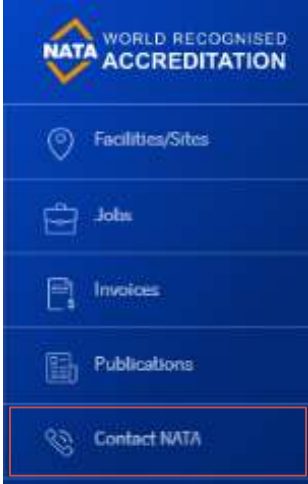 NATA
WORLD RECOGNISED
ACCREDITATION
Facilities/Sites
Jobs
Invoices
Publications
Contact NATA